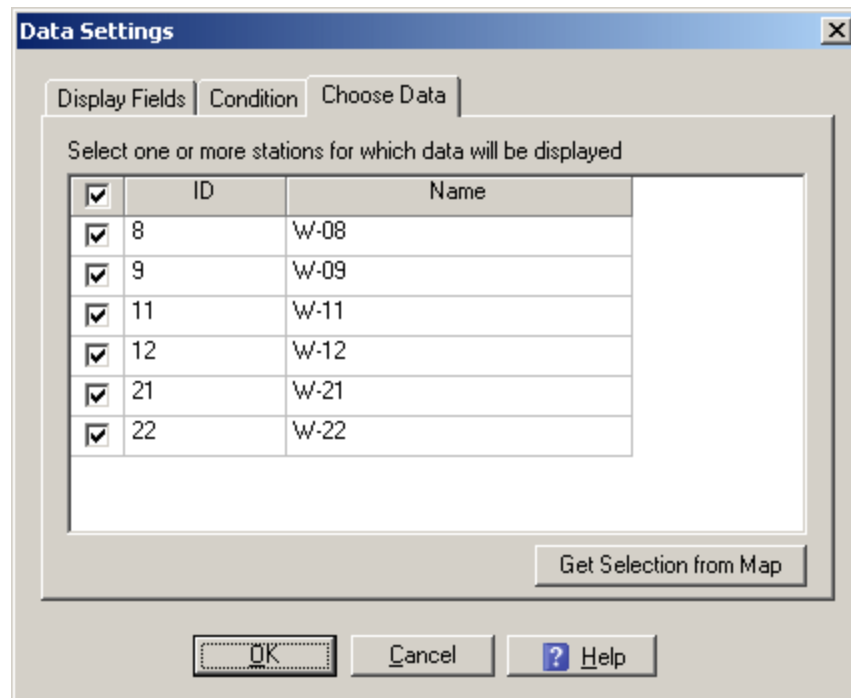 Data Settings
Display Fields Condition Choose Data
Select one or more stations for which data will be displayed
ID Name
8 W-08
9 W-09
11 W-11
12 W-12
21 W-21
22 W-22
Get Selection from Map
OK Cancel ? Help